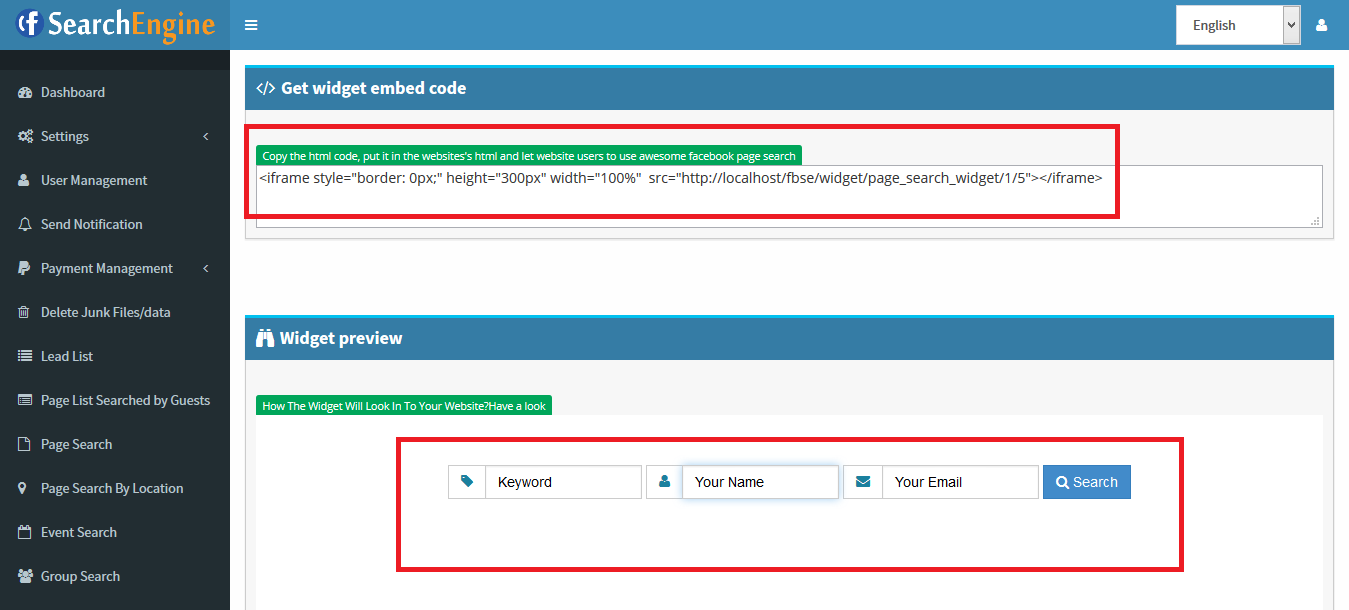 SearchEngine
English
Dashboard
Settings
User Management
Send Notification
Payment Management
Delete Junk Files/data
Lead List
Page List Searched by Guests
Page Search
Page Search By Location
Event Search
Group Search
</> Get widget embed code
Copy the html code, put it in the websites's html and let website users to use awesome facebook page search
<iframe style="border: 0px;" height="300px" width="100%"  src="http://localhost/fbse/widget/page_search_widget/1/5"></iframe>
Widget preview
How The Widget Will Look In To Your Website?Have a look
Keyword
Your Name
Your Email
Search